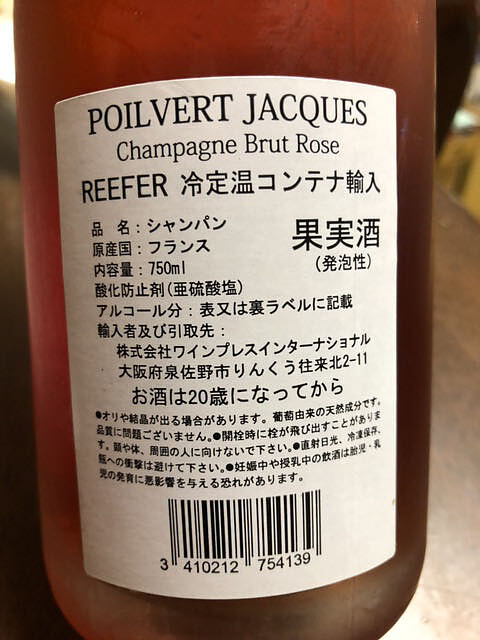 POILVERT JACQUES
Champagne Brut Rose
REEFER 冷定温コンテナ輸入
品 名：シャンパン
原産国：フランス
果実酒
内容量：750ml
(発泡性)
酸化防止剤(亜硫酸塩)
アルコール分：表又は裏ラベルに記載
輸入者及び引取先：
株式会社ワインプレスインターナショナル
大阪府泉佐野市りんくう往来北2-11
お酒は20歳になってから
●オリや結晶が出る場合があります。葡萄由来の天然成分です。
品質に問題ございません。●開栓時に栓が飛び出すことがありま
す。顔や体、周囲の人に向けないで下さい。●直射日光、冷凍保存、
瓶への衝撃は避けて下さい。●妊娠中や授乳中の飲酒は胎児・乳
児の発育に悪影響を与える恐れがあります。
3 410212 754139